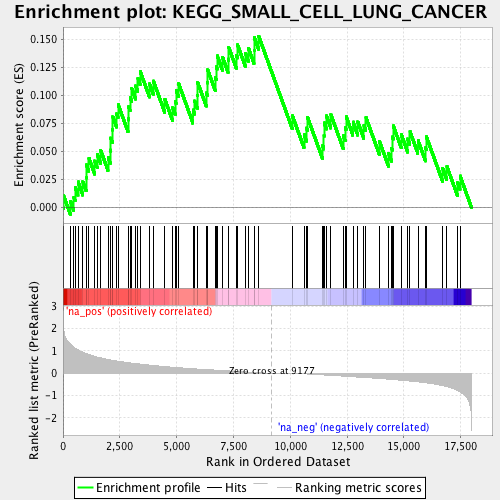 Enrichment plot: KEGG_SMALL_CELL_LUNG_CANCER
Enrichment score (ES)
0.150
0.125
0.100
0.075
0.050
0.025
0.000
Ranked list metric (PreRanked)
'na_pos' (positively correlated)
3
2
1
0
-1
-2
Zero cross at 9177
'na_neg' (negatively correlated)
0 2,500 5,000 7,500 10,000 12,500 15,000 17,500
Rank in Ordered Dataset
Enrichment profile Hits Ranking metric scores